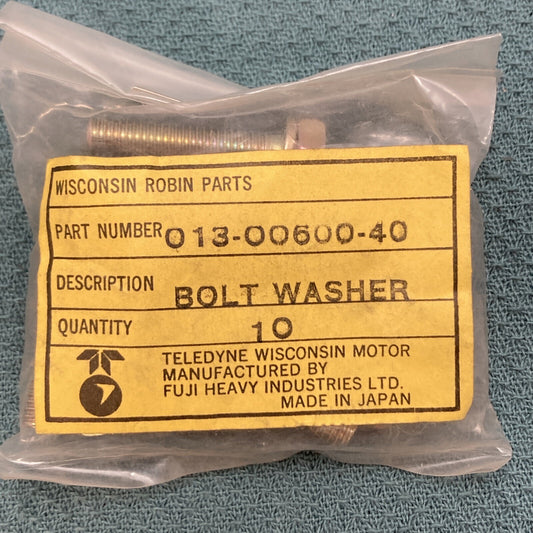 WISCONSIN ROBIN PARTS
PART NUMBER 013-00600-40
DESCRIPTION BOLT WASHER
QUANTITY 10
TELEDYNE WISCONSIN MOTOR
MANUFACTURED BY
FUJI HEAVY INDUSTRIES LTD.
MADE IN JAPAN